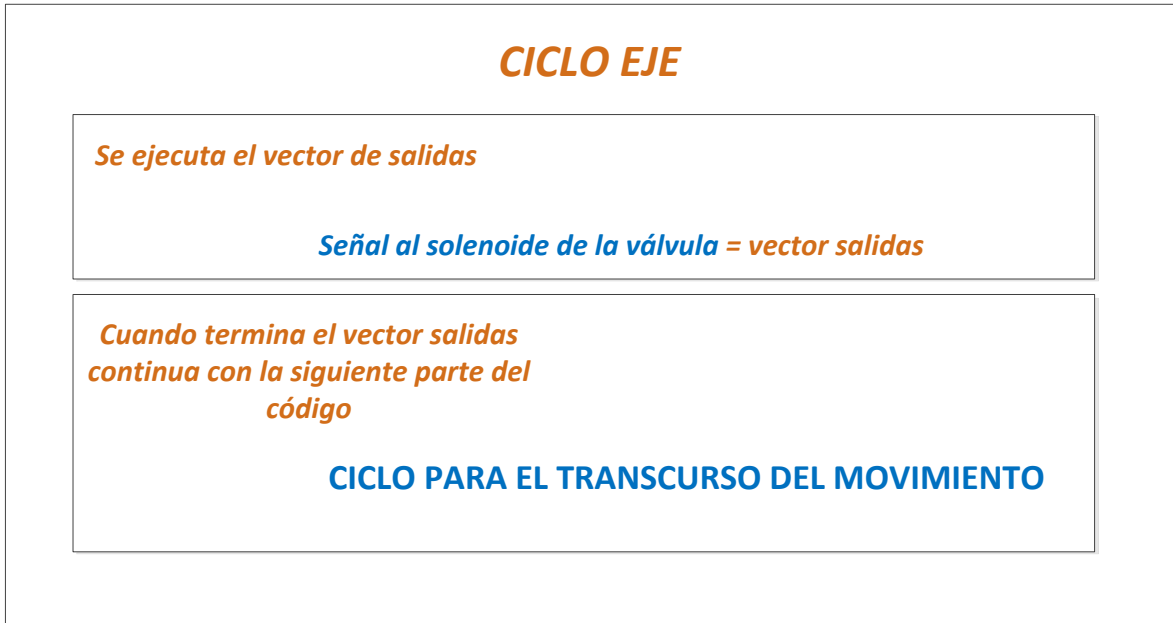 CICLO EJE
Se ejecuta el vector de salidas
Señal al solenoide de la válvula = vector salidas
Cuando termina el vector salidas
continua con la siguiente parte del
código
CICLO PARA EL TRANSCURSO DEL MOVIMIENTO